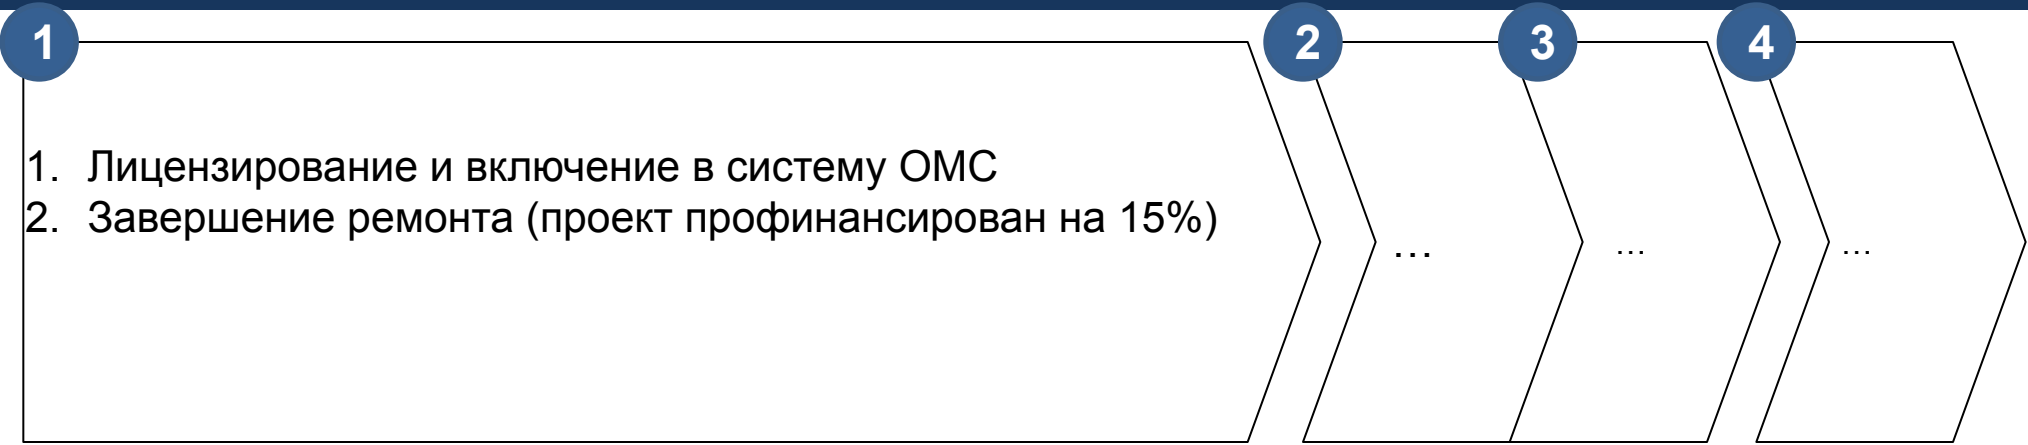 1 2 3 4
1. Лицензирование и включение в систему ОМС
2. Завершение ремонта (проект профинансирован на 15%)
... ... ...